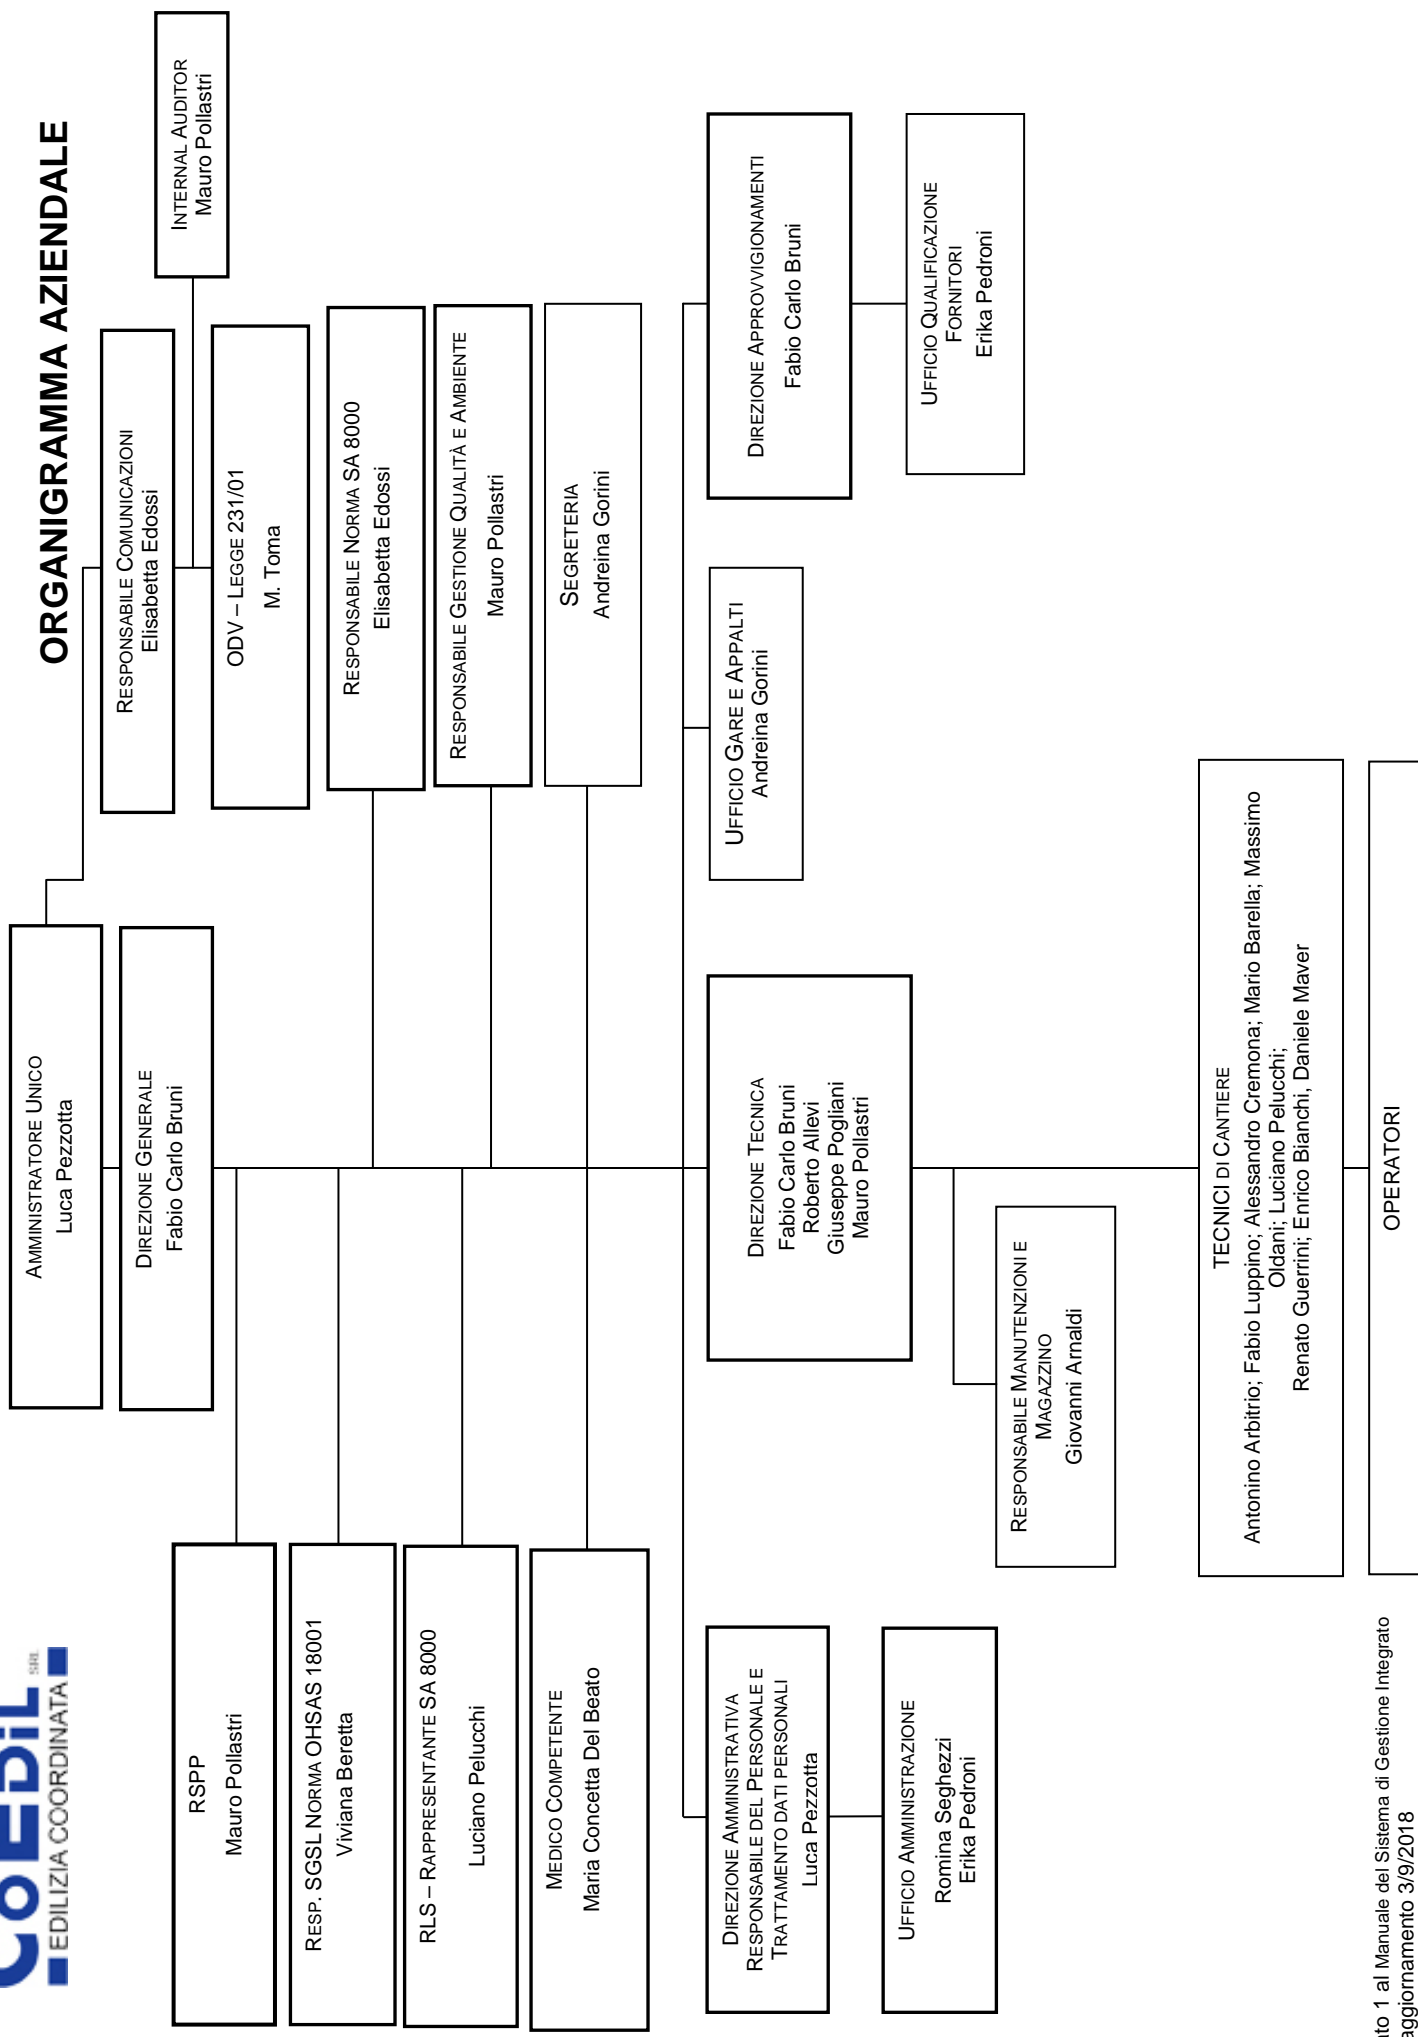 CoEDiL SRL
EDILIZIA COORDINATA
ORGANIGRAMMA AZIENDALE
AMMINISTRATORE UNICO
Luca Pezzotta
DIREZIONE GENERALE
Fabio Carlo Bruni
RESPONSABILE COMUNICAZIONI
Elisabetta Edossi
INTERNAL AUDITOR
Mauro Pollastri
ODV – LEGGE 231/01
M. Toma
RSPP
Mauro Pollastri
RESP. SGSL NORMA OHSAS 18001
Viviana Beretta
RESPONSABILE NORMA SA 8000
Elisabetta Edossi
RLS – RAPPRESENTANTE SA 8000
Luciano Pelucchi
RESPONSABILE GESTIONE QUALITÀ E AMBIENTE
Mauro Pollastri
MEDICO COMPETENTE
Maria Concetta Del Beato
SEGRETERIA
Andreina Gorini
DIREZIONE AMMINISTRATIVA
RESPONSABILE DEL PERSONALE E
TRATTAMENTO DATI PERSONALI
Luca Pezzotta
DIREZIONE TECNICA
Fabio Carlo Bruni
Roberto Allevi
Giuseppe Pogliani
Mauro Pollastri
UFFICIO GARE E APPALTI
Andreina Gorini
DIREZIONE APPROVVIGIONAMENTI
Fabio Carlo Bruni
UFFICIO AMMINISTRAZIONE
Romina Seghezzi
Erika Pedroni
RESPONSABILE MANUTENZIONI E
MAGAZZINO
Giovanni Arnaldi
UFFICIO QUALIFICAZIONE
FORNITORI
Erika Pedroni
TECNICI DI CANTIERE
Antonino Arbitrio; Fabio Luppino; Alessandro Cremona; Mario Barella; Massimo
Oldani; Luciano Pelucchi;
Renato Guerrini; Enrico Bianchi, Daniele Maver
OPERATORI
1 al Manuale del Sistema di Gestione Integrato
aggiornamento 3/9/2018